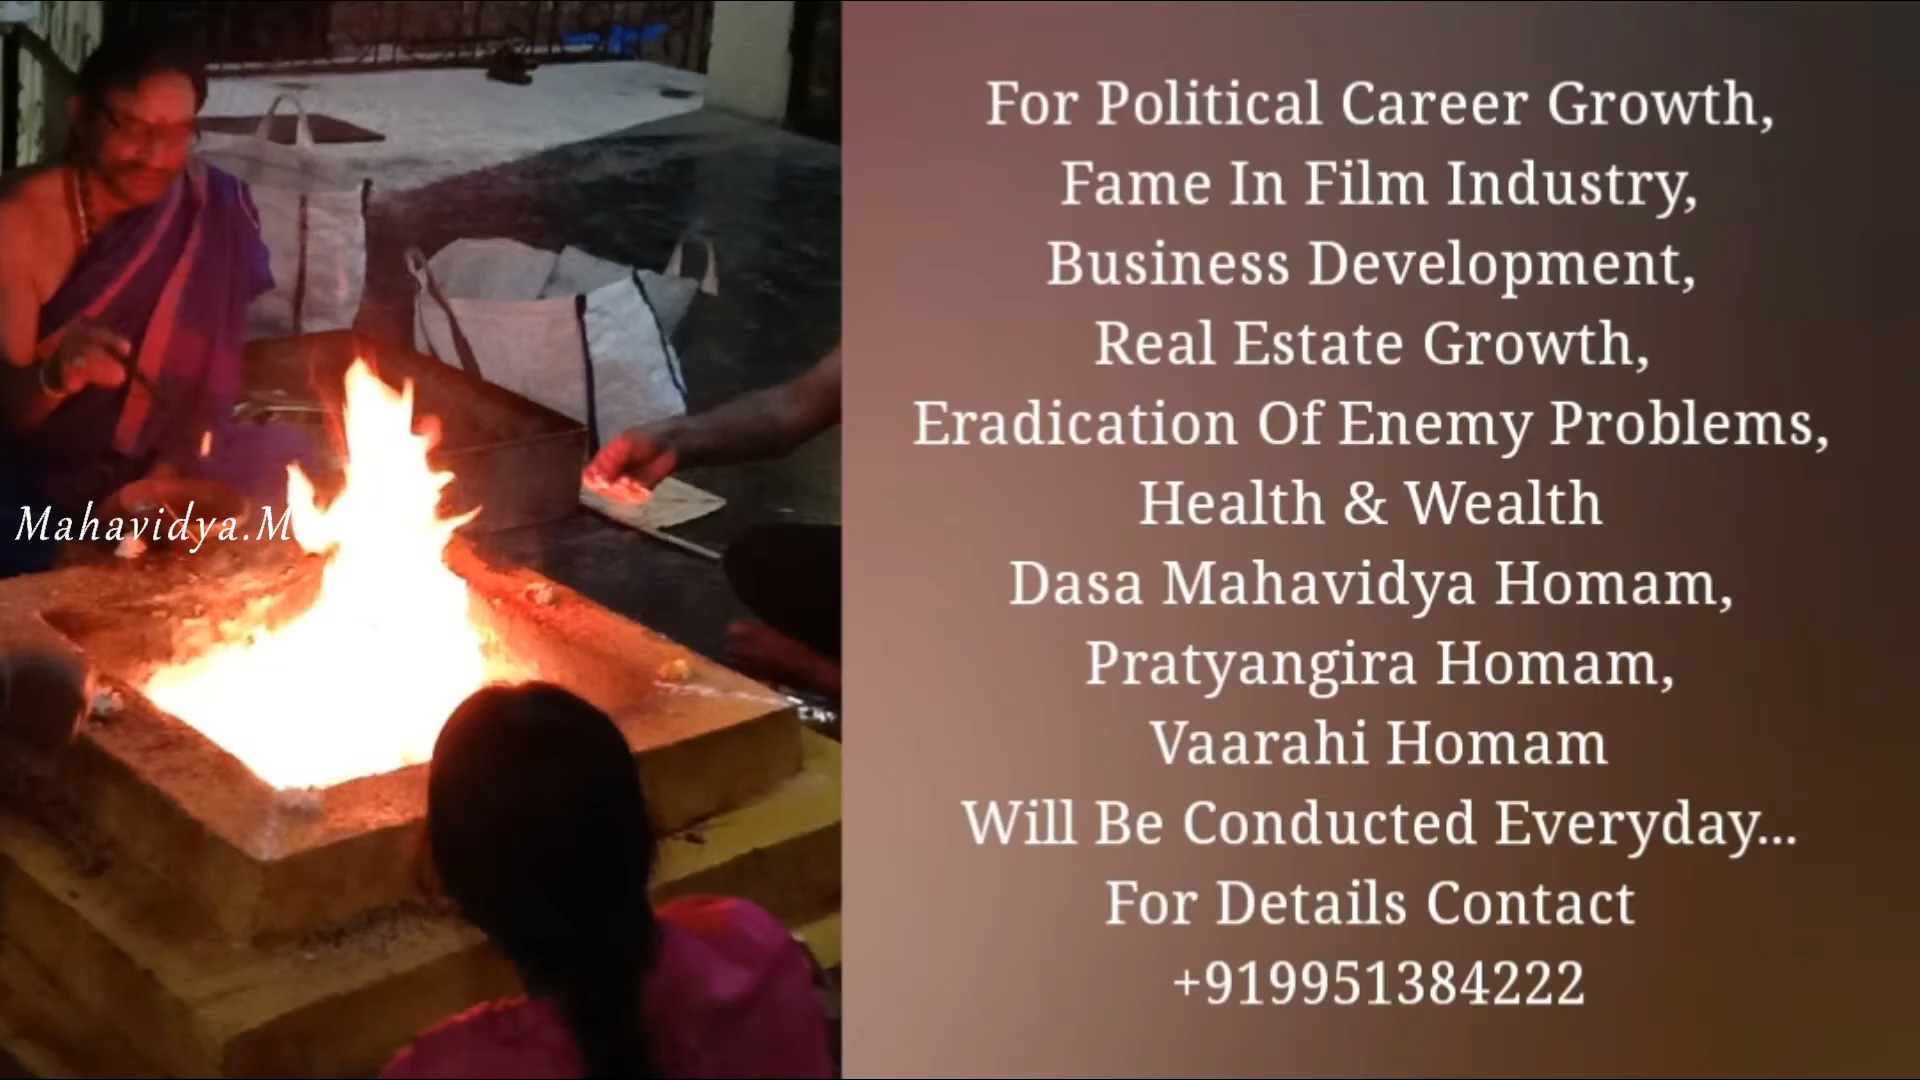 Mahavidya.M
For Political Career Growth,
Fame In Film Industry,
Business Development,
Real Estate Growth,
Eradication Of Enemy Problems,
Health & Wealth
Dasa Mahavidya Homam,
Pratyangira Homam,
Vaarahi Homam
Will Be Conducted Everyday...
For Details Contact
+919951384222